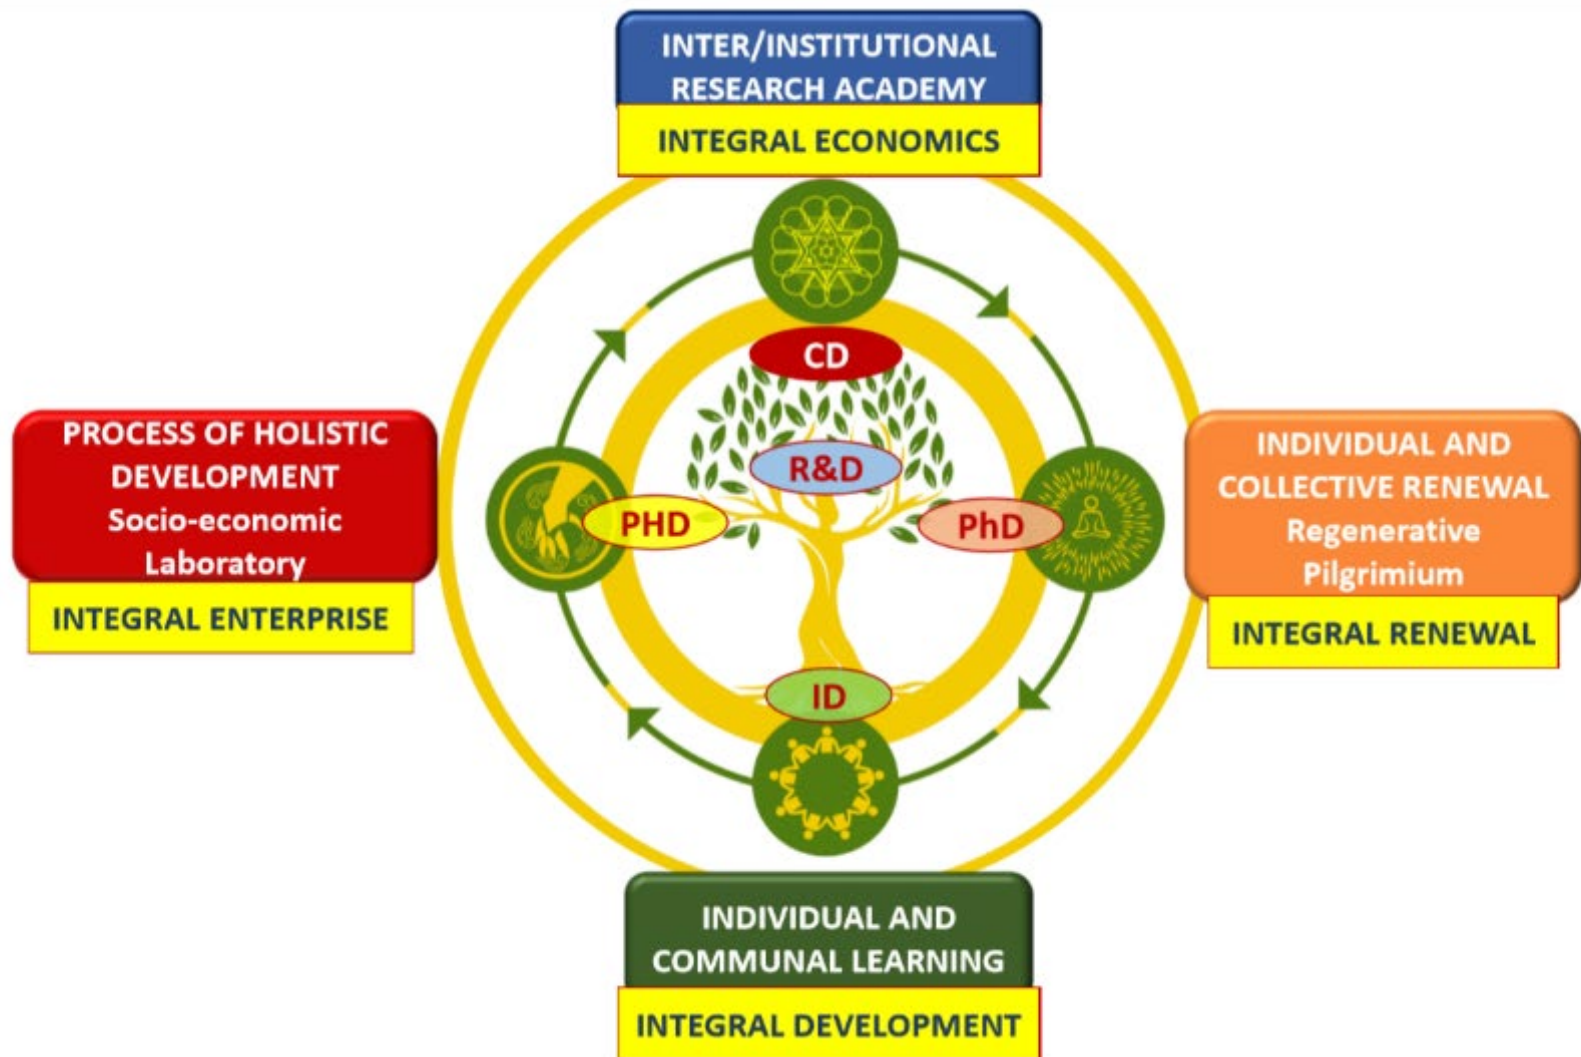 INTER/INSTITUTIONAL
RESEARCH ACADEMY
INTEGRAL ECONOMICS
CD
R&D
PHD
PhD
ID
PROCESS OF HOLISTIC
DEVELOPMENT
Socio-economic
Laboratory
INTEGRAL ENTERPRISE
INDIVIDUAL AND
COLLECTIVE RENEWAL
Regenerative
Pilgrimium
INTEGRAL RENEWAL
INDIVIDUAL AND
COMMUNAL LEARNING
INTEGRAL DEVELOPMENT